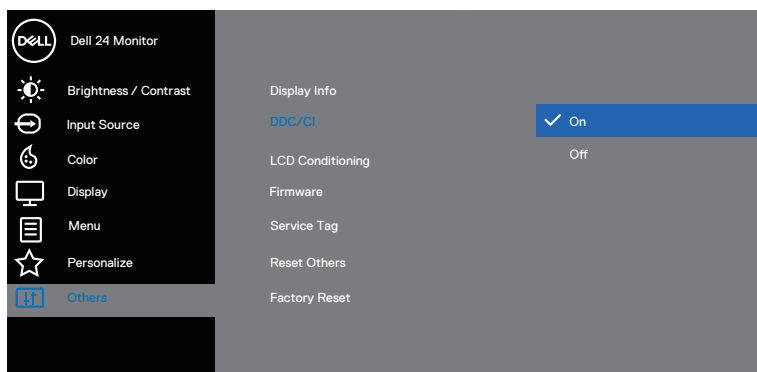 DELL
Dell 24 Monitor
Brightness / Contrast
Input Source
Color
Display
Menu
Personalize
Others
Display Info
DDC/CI
LCD Conditioning
Firmware
Service Tag
Reset Others
Factory Reset
On
Off